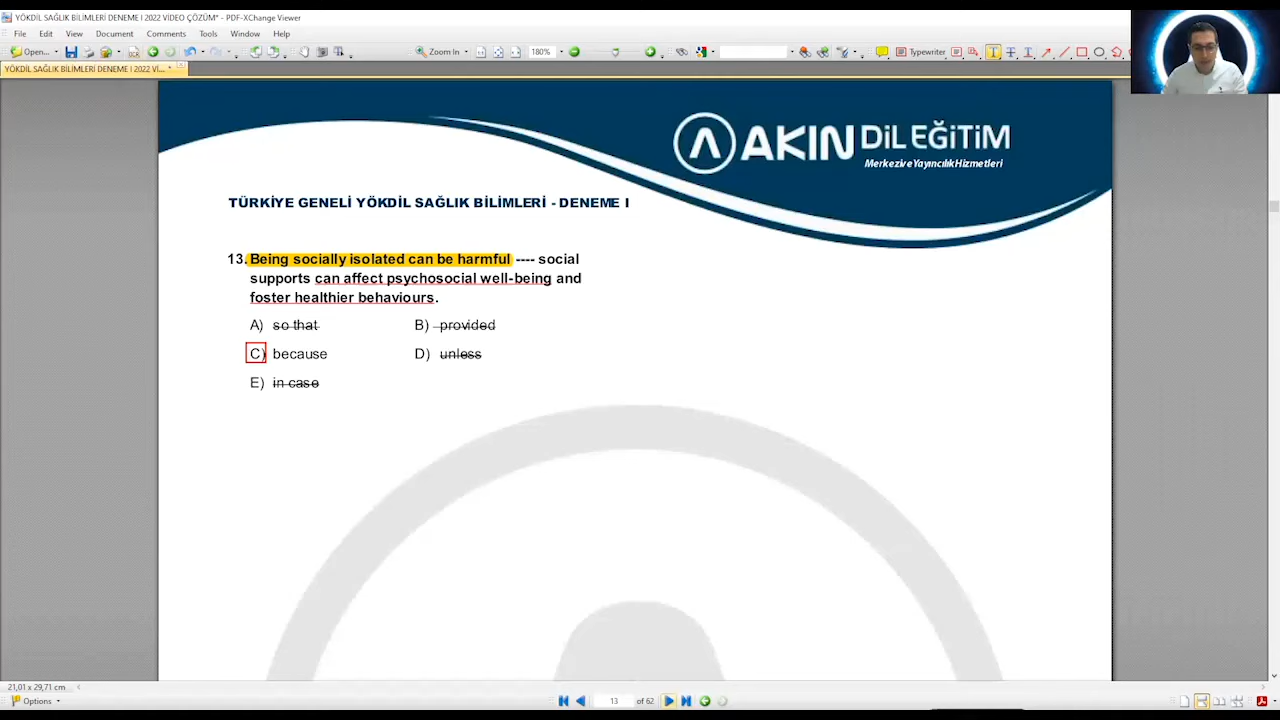 YÖKDİL SAĞLIK BİLİMLERİ DENEME I 2022 VİDEO ÇÖZÜM* - PDF-XChange Viewer
File Edit View Document Comments Tools Window Help
Open... Zoom In 180% Typewriter
YÖKDİL SAĞLIK BİLİMLERİ DENEME I 2022 Vİ... *
AKIN DİL EĞİTİM
Merkezi ve Yayıncılık Hizmetleri
TÜRKİYE GENELİ YÖKDİL SAĞLIK BİLİMLERİ - DENEME I
13. Being socially isolated can be harmful ---- social
supports can affect psychosocial well-being and
foster healthier behaviours.
A) so that B) provided
C) because D) unless
E) in case
21,01 x 29,71 cm
Options 13 of 62